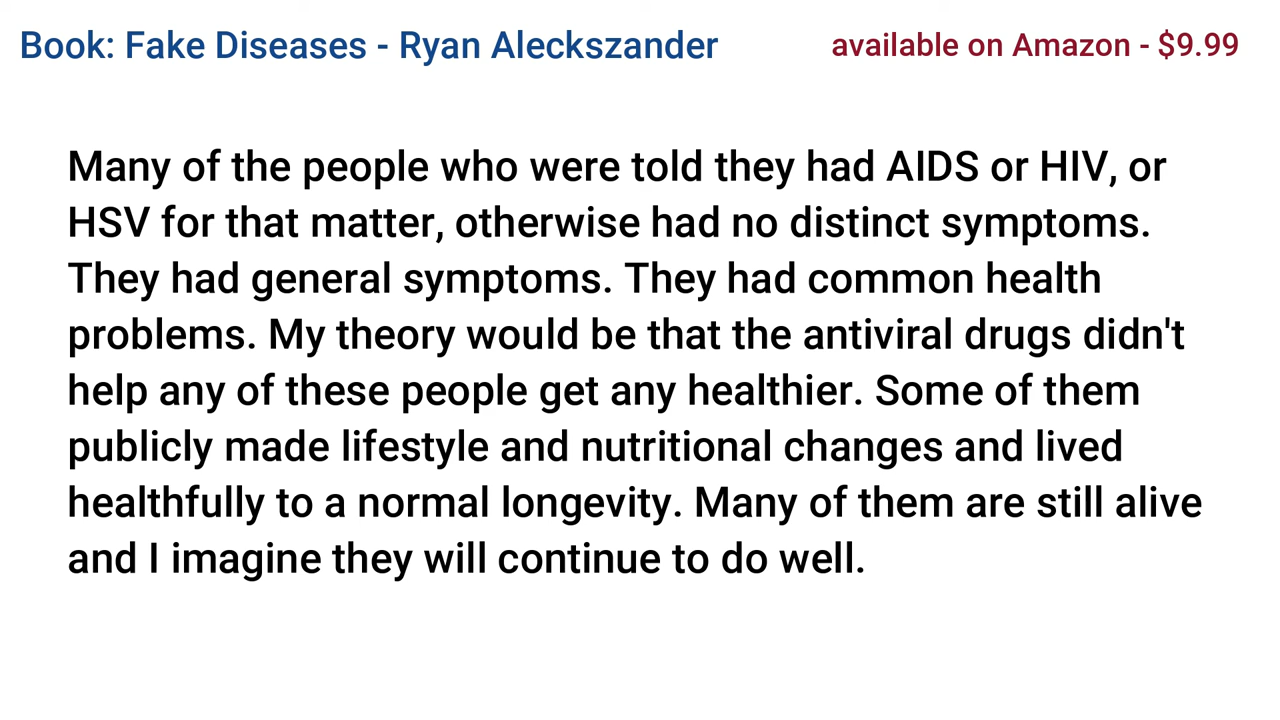 Book: Fake Diseases - Ryan Aleckszander
available on Amazon - $9.99
Many of the people who were told they had AIDS or HIV, or
HSV for that matter, otherwise had no distinct symptoms.
They had general symptoms. They had common health
problems. My theory would be that the antiviral drugs didn't
help any of these people get any healthier. Some of them
publicly made lifestyle and nutritional changes and lived
healthfully to a normal longevity. Many of them are still alive
and I imagine they will continue to do well.